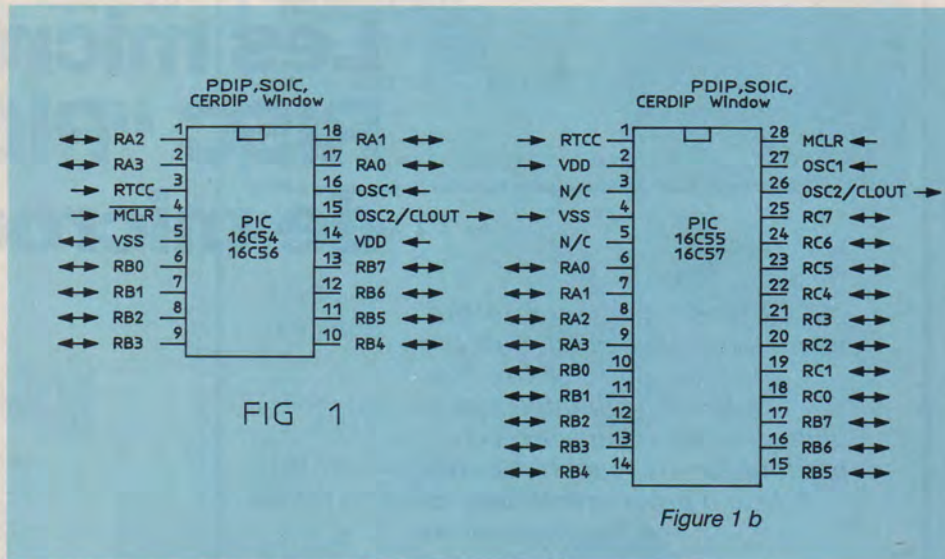 PDIP,SOIC,
CERDIP Window
RA2 1 18 RA1
RA3 2 17 RA0
RTCC 3 16 OSC1
MCLR 4 15 OSC2/CLOUT
VSS 5 14 VDD
RB0 6 13 RB7
RB1 7 12 RB6
RB2 8 11 RB5
RB3 9 10 RB4
PIC
16C54
16C56
FIG 1
PDIP,SOIC,
CERDIP Window
RTCC 1 28 MCLR
VDD 2 27 OSC1
N/C 3 26 OSC2/CLOUT
VSS 4 25 RC7
N/C 5 24 RC6
RA0 6 23 RC5
RA1 7 22 RC4
RA2 8 21 RC3
RA3 9 20 RC2
RB0 10 19 RC1
RB1 11 18 RC0
RB2 12 17 RB7
RB3 13 16 RB6
RB4 14 15 RB5
PIC
16C55
16C57
Figure 1 b